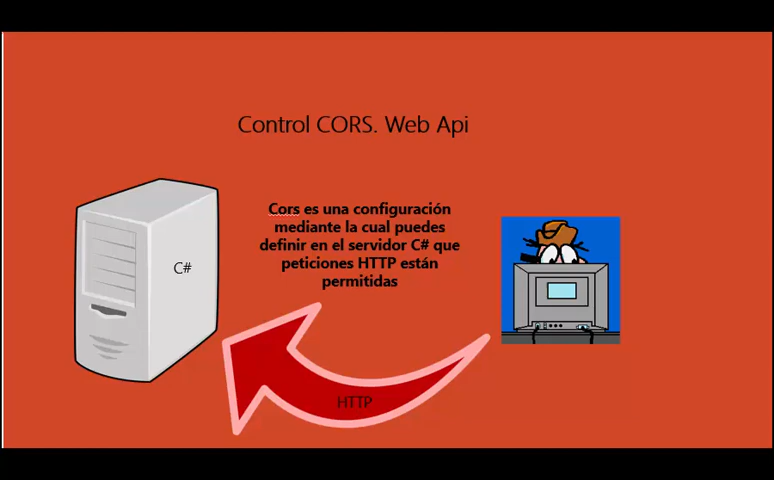 Control CORS. Web Api
Cors es una configuración
mediante la cual puedes
definir en el servidor C# que
peticiones HTTP están
permitidas
C#
HTTP